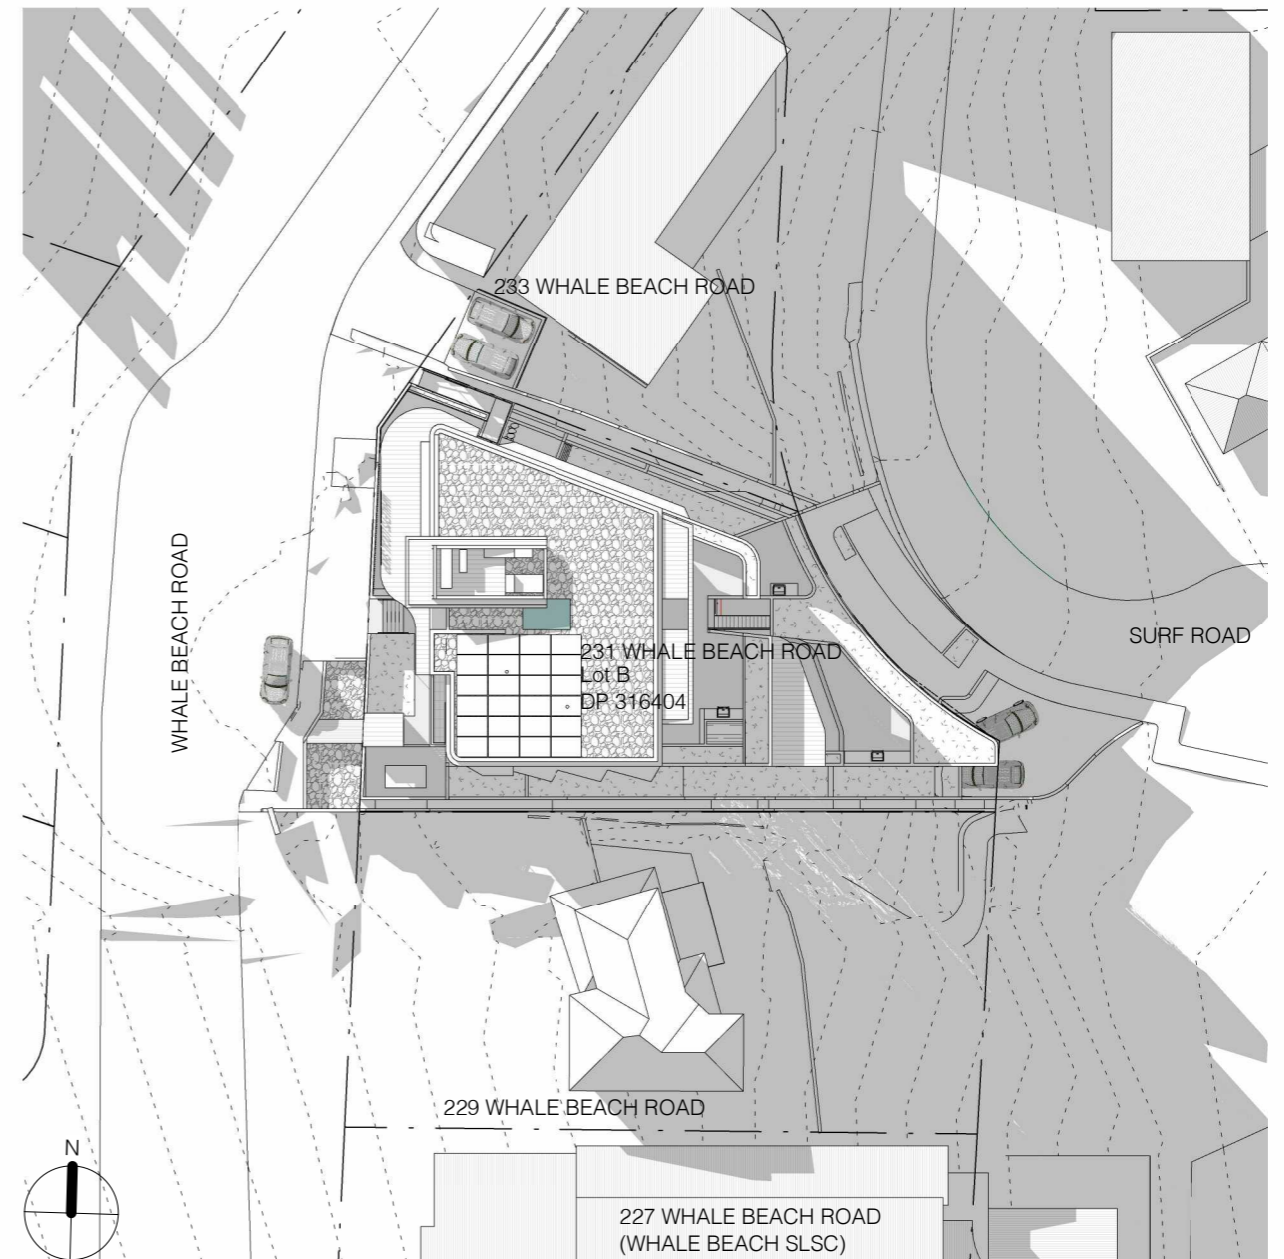 233 WHALE BEACH ROAD
WHALE BEACH ROAD
SURF ROAD
231 WHALE BEACH ROAD
Lot B
DP 316404
229 WHALE BEACH ROAD
N
227 WHALE BEACH ROAD
(WHALE BEACH SLSC)